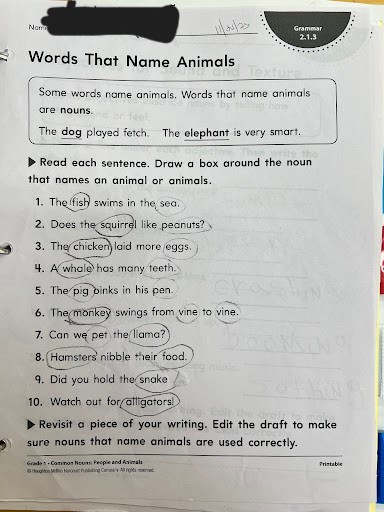 Name
11/20/23
Grammar
2.1.3
Words That Name Animals
Some words name animals. Words that name animals
are nouns.
The dog played fetch. The elephant is very smart.
▶ Read each sentence. Draw a box around the noun
that names an animal or animals.
1. The fish swims in the sea.
2. Does the squirrel like peanuts?
3. The chicken laid more eggs.
4. A whale has many teeth.
5. The pig oinks in his pen.
6. The monkey swings from vine to vine.
7. Can we pet the llama?
8. Hamsters nibble their food.
9. Did you hold the snake
10. Watch out for alligators!
▶ Revisit a piece of your writing. Edit the draft to make
sure nouns that name animals are used correctly.
Grade 1 • Common Nouns: People and Animals
Printable
© Houghton Mifflin Harcourt Publishing Company. All rights reserved.